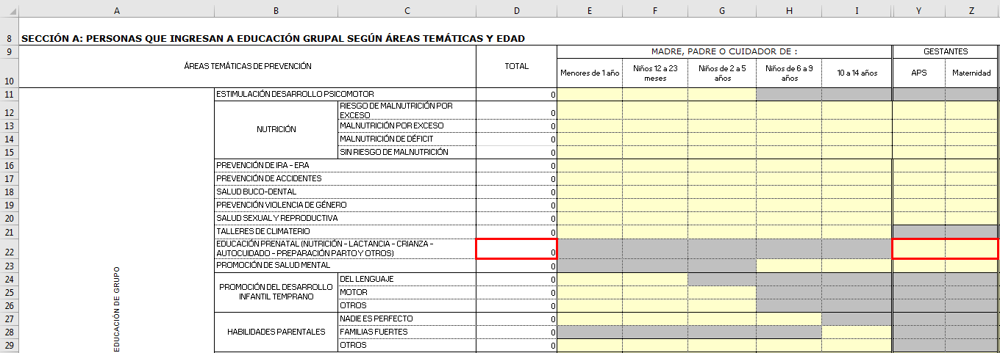 A B C D E F G H I Y Z
8 SECCIÓN A: PERSONAS QUE INGRESAN A EDUCACIÓN GRUPAL SEGÚN ÁREAS TEMÁTICAS Y EDAD
9 ÁREAS TEMÁTICAS DE PREVENCIÓN TOTAL MADRE, PADRE O CUIDADOR DE : GESTANTES
10 Menores de 1 año Niños 12 a 23 meses Niños de 2 a 5 años Niños de 6 a 9 años 10 a 14 años APS Maternidad
EDUCACIÓN DE GRUPO
11 ESTIMULACIÓN DESARROLLO PSICOMOTOR 0
NUTRICIÓN
12 RIESGO DE MALNUTRICIÓN POR EXCESO 0
13 MALNUTRICIÓN POR EXCESO 0
14 MALNUTRICIÓN DE DÉFICIT 0
15 SIN RIESGO DE MALNUTRICIÓN 0
16 PREVENCIÓN DE IRA - ERA 0
17 PREVENCIÓN DE ACCIDENTES 0
18 SALUD BUCO-DENTAL 0
19 PREVENCIÓN VIOLENCIA DE GÉNERO 0
20 SALUD SEXUAL Y REPRODUCTIVA 0
21 TALLERES DE CLIMATERIO 0
22 EDUCACIÓN PRENATAL (NUTRICIÓN - LACTANCIA - CRIANZA -
AUTOCUIDADO - PREPARACIÓN PARTO Y OTROS) 0
23 PROMOCIÓN DE SALUD MENTAL 0
PROMOCIÓN DEL DESARROLLO
INFANTIL TEMPRANO
24 DEL LENGUAJE 0
25 MOTOR 0
26 OTROS 0
HABILIDADES PARENTALES
27 NADIE ES PERFECTO 0
28 FAMILIAS FUERTES 0
29 OTROS 0